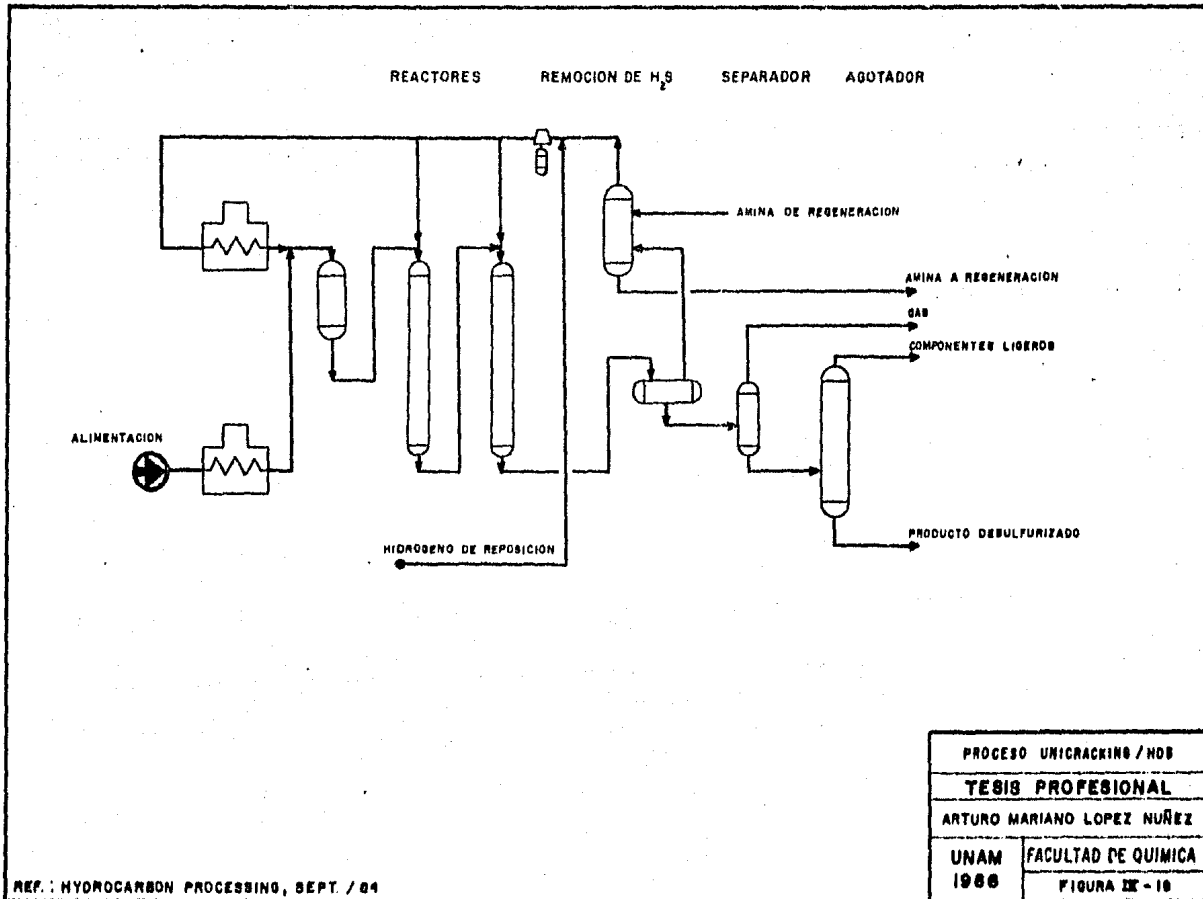 REACTORES
REMOCION DE H₂S
SEPARADOR
AGOTADOR
AMINA DE REGENERACION
AMINA A REGENERACION
GAS
COMPONENTES LIGEROS
ALIMENTACION
PRODUCTO DESULFURIZADO
HIDROGENO DE REPOSICION
PROCESO UNICRACKING / HDS
TESIS PROFESIONAL
ARTURO MARIANO LOPEZ NUÑEZ
UNAM
1986
FACULTAD DE QUIMICA
FIGURA
REF. : HYDROCARBON PROCESSING, SEPT. / 84